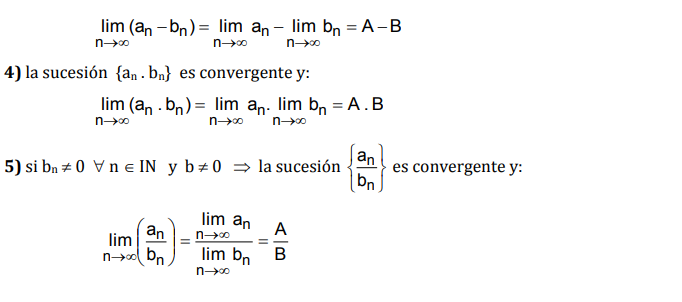 lim (aₙ − bₙ) = lim aₙ − lim bₙ = A − B
n→∞ n→∞ n→∞
4) la sucesión {aₙ . bₙ} es convergente y:
lim (aₙ . bₙ) = lim aₙ. lim bₙ = A . B
n→∞ n→∞ n→∞
5) si bₙ ≠ 0 ∀ n ∈ IN y b ≠ 0 ⇒ la sucesión {aₙ/bₙ} es convergente y:
lim n→∞ (aₙ/bₙ) = lim n→∞ aₙ / lim n→∞ bₙ = A/B